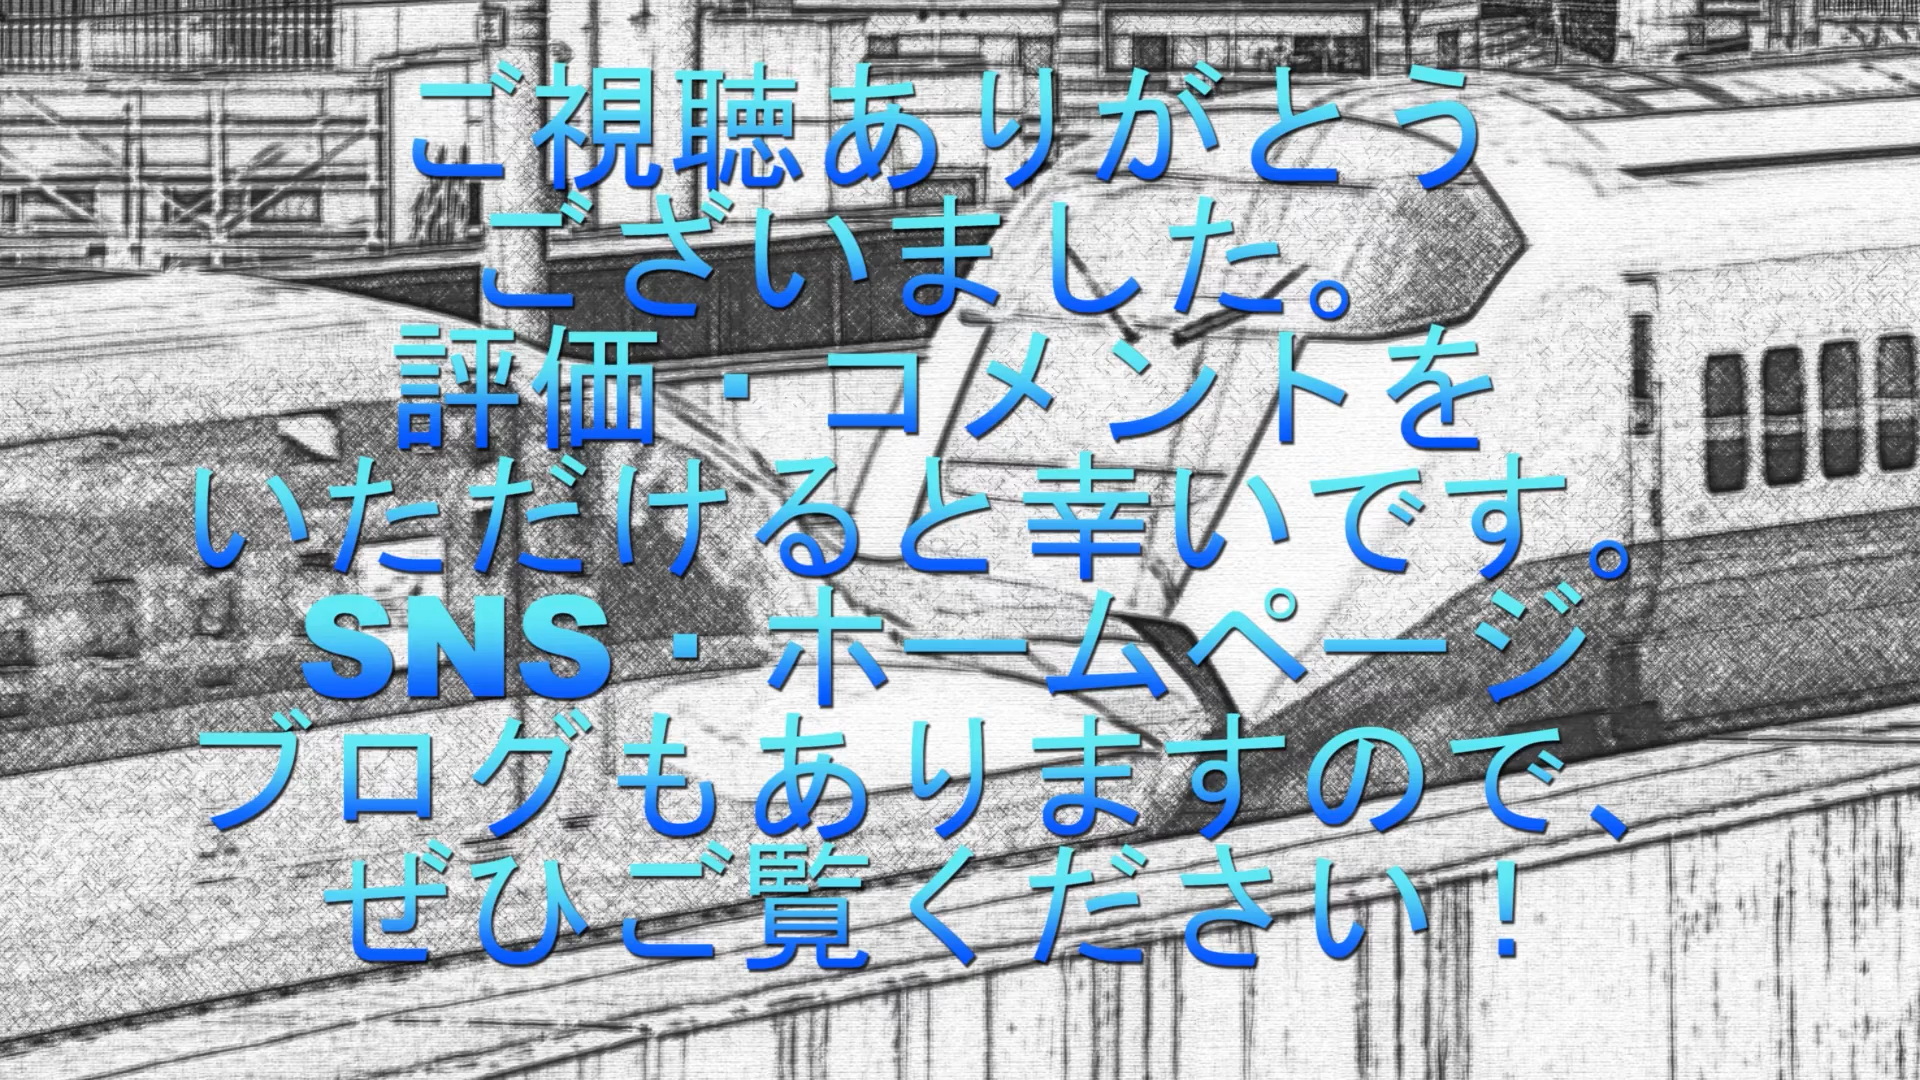 ご視聴ありがとう
ございました。
評価・コメントを
いただけると幸いです。
SNS・ホームページ
ブログもありますので、
ぜひご覧ください！